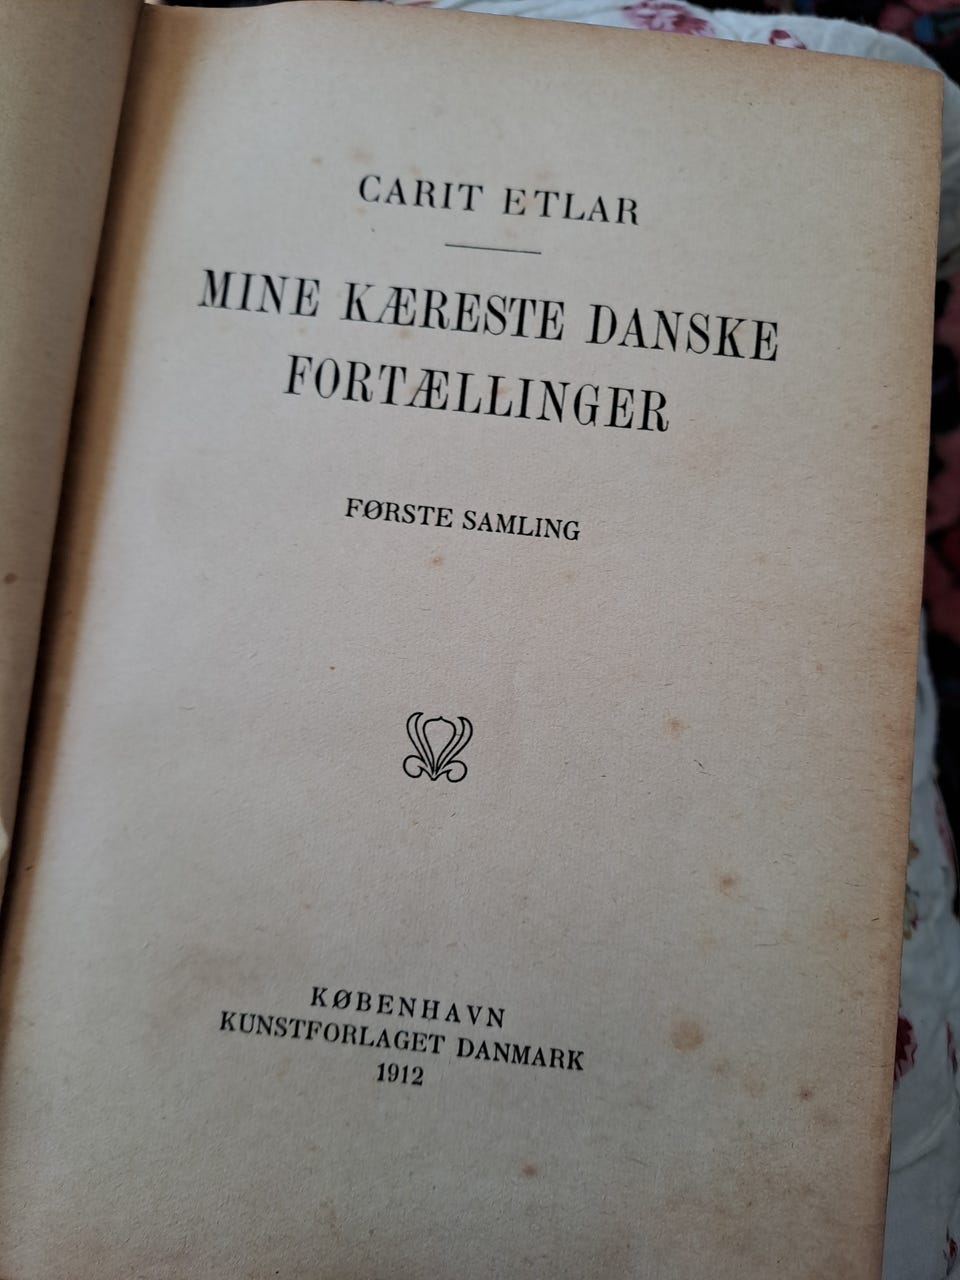 CARIT ETLAR
MINE KÆRESTE DANSKE
FORTÆLLINGER
FØRSTE SAMLING
KØBENHAVN
KUNSTFORLAGET DANMARK
1912